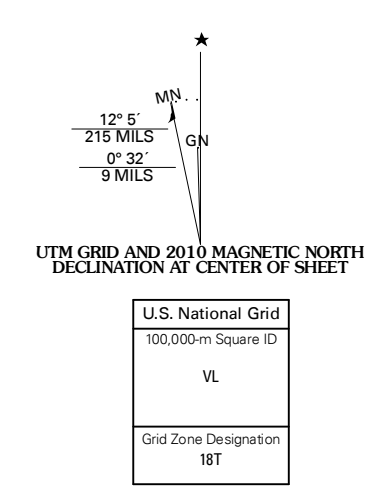 MN
12° 5´
215 MILS
GN
0° 32´
9 MILS
UTM GRID AND 2010 MAGNETIC NORTH
DECLINATION AT CENTER OF SHEET
U.S. National Grid
100,000-m Square ID
VL
Grid Zone Designation
18T